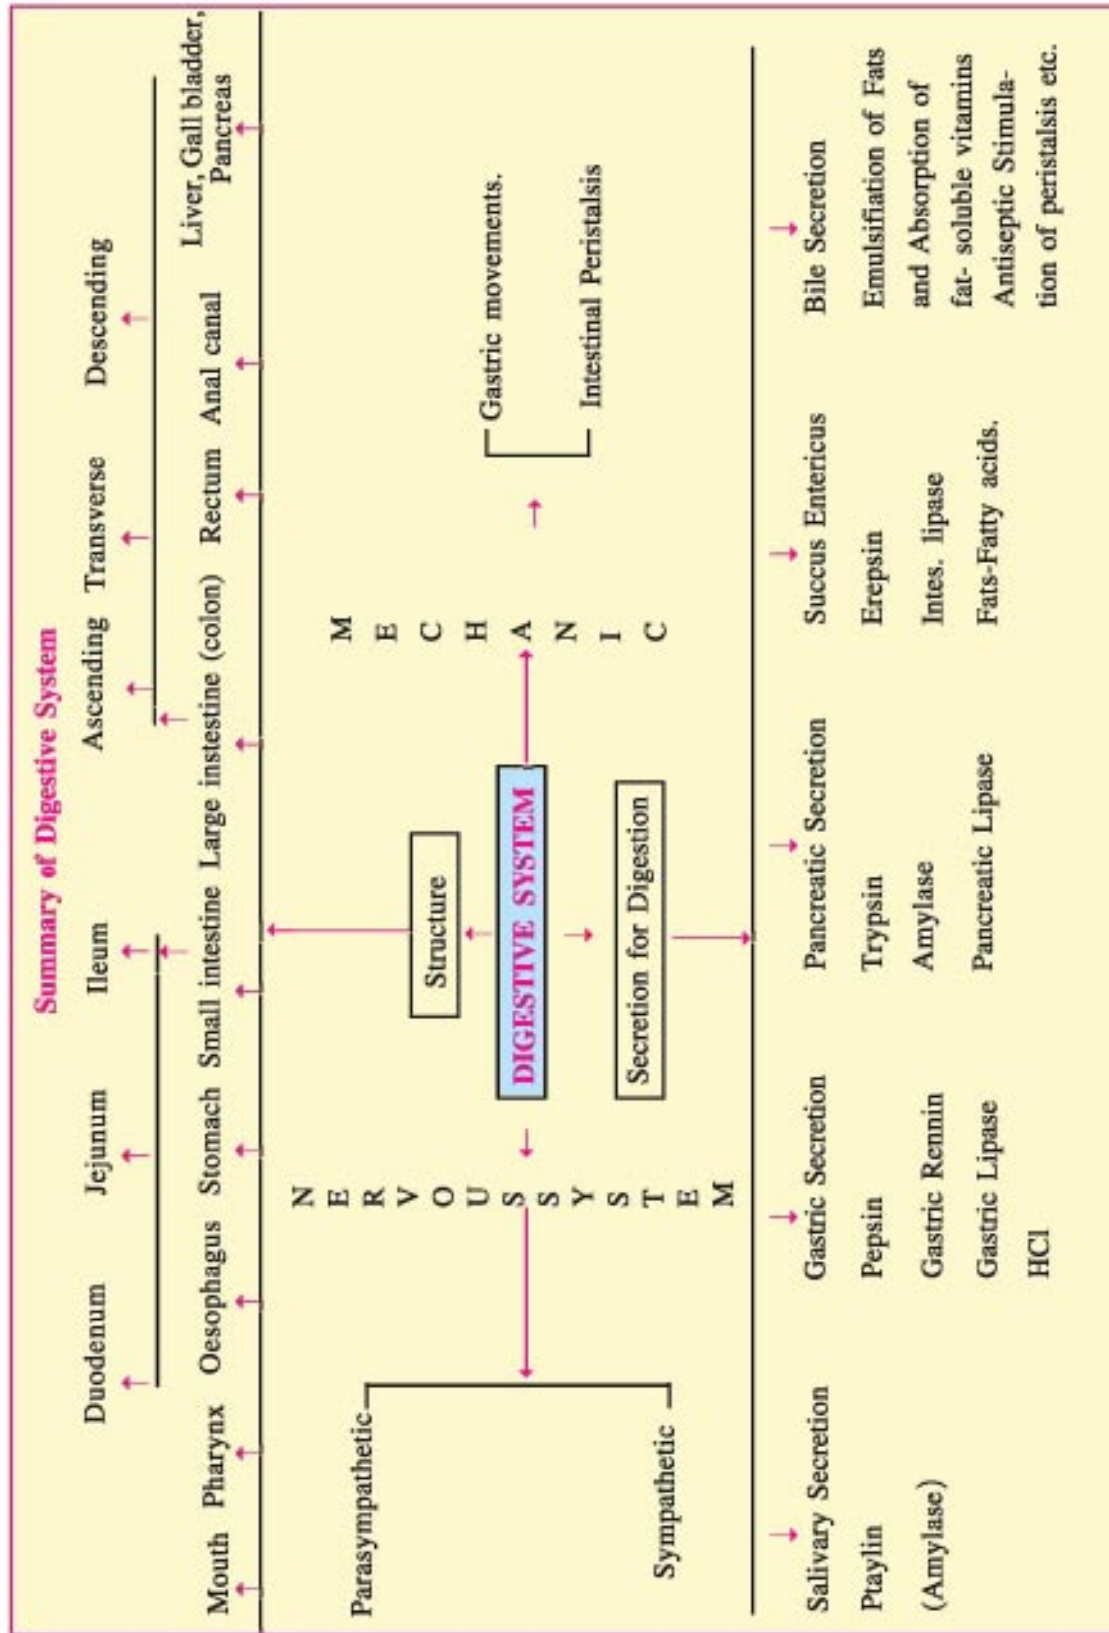 Summary of Digestive System
Duodenum Jejunum Ileum Ascending Transverse Descending
Mouth Pharynx Oesophagus Stomach Small intestine Large instestine (colon) Rectum Anal canal Liver, Gall bladder,
Pancreas
Parasympathetic
Sympathetic
NERVOUS SYSTEM
Structure
DIGESTIVE SYSTEM
Secretion for Digestion
MECHANIC
Gastric movements.
Intestinal Peristalsis
Salivary Secretion
Ptaylin
(Amylase)
Gastric Secretion
Pepsin
Gastric Rennin
Gastric Lipase
HCl
Pancreatic Secretion
Trypsin
Amylase
Pancreatic Lipase
Succus Entericus
Erepsin
Intes. lipase
Fats-Fatty acids.
Bile Secretion
Emulsifiation of Fats
and Absorption of
fat- soluble vitamins
Antiseptic Stimula-
tion of peristalsis etc.